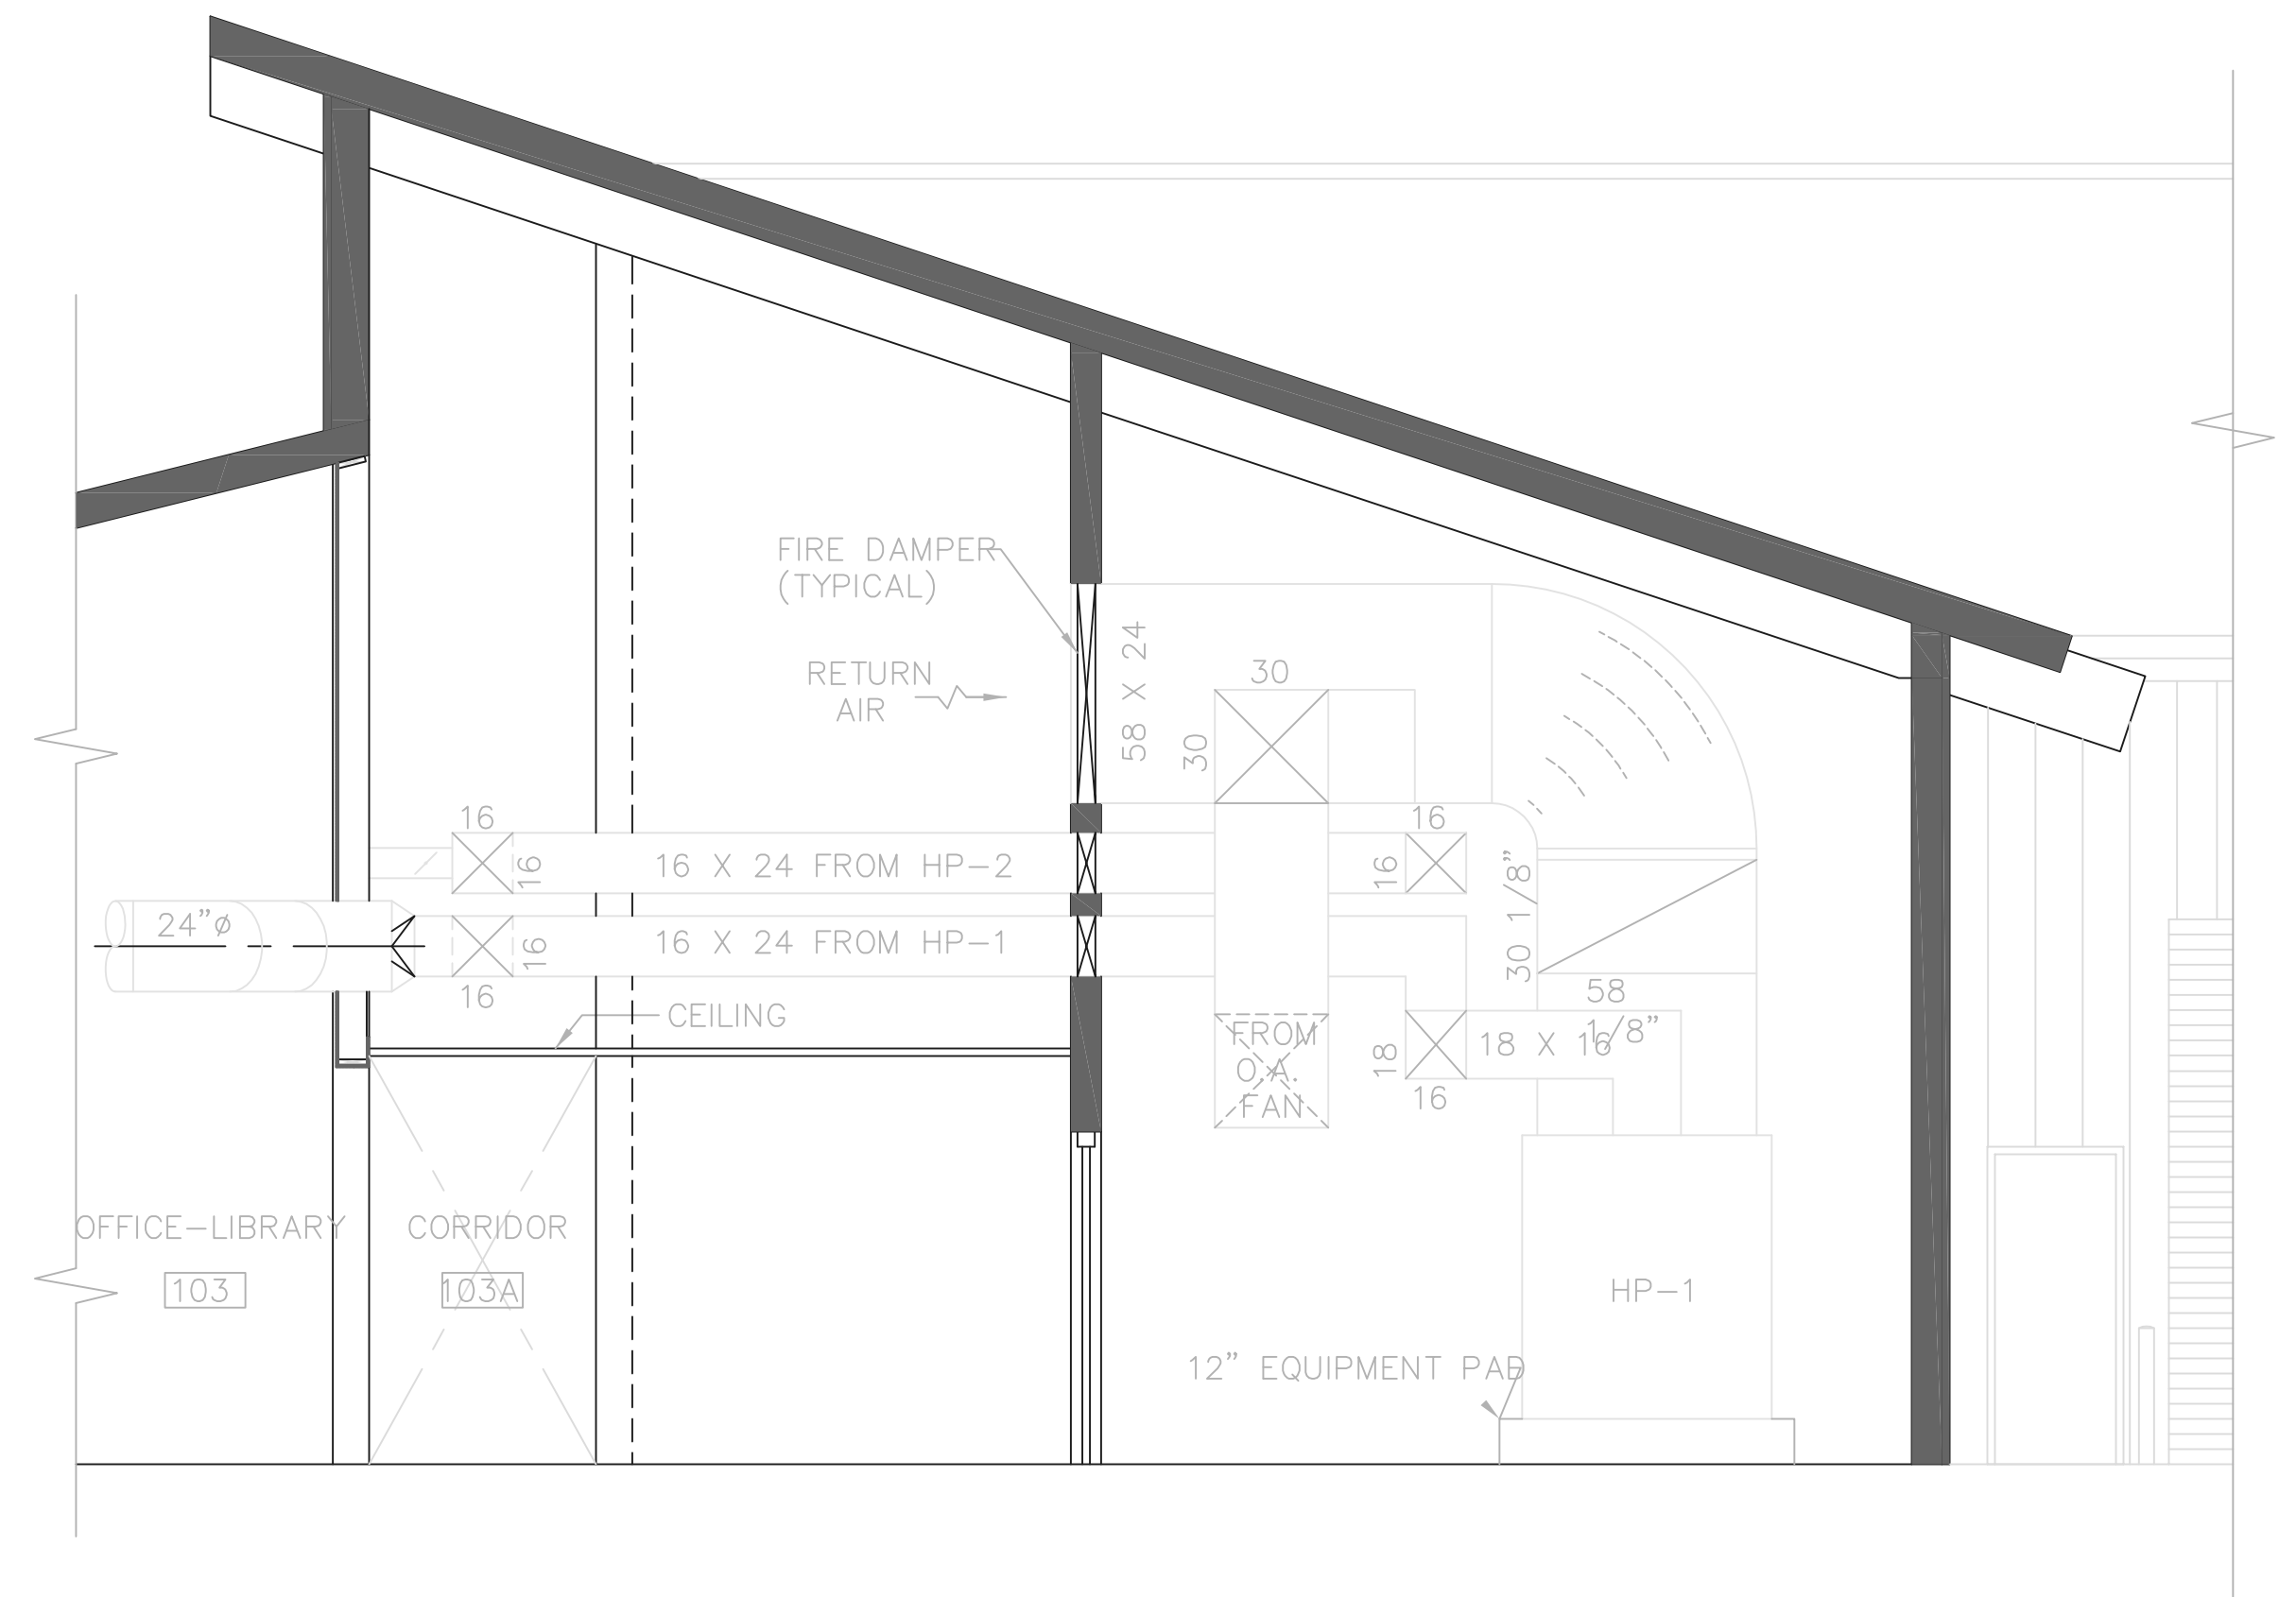 FIRE DAMPER
(TYPICAL)
RETURN
AIR
58 X 24
30
30
16
16
16 X 24 FROM HP-2
16
16
30 1/8"
24"ø
16 X 24 FROM HP-1
16
16
58
CEILING
FROM
O.A.
FAN
18
18 X 16 1/8"
16
OFFICE-LIBRARY
103
CORRIDOR
103A
HP-1
12" EQUIPMENT PAD